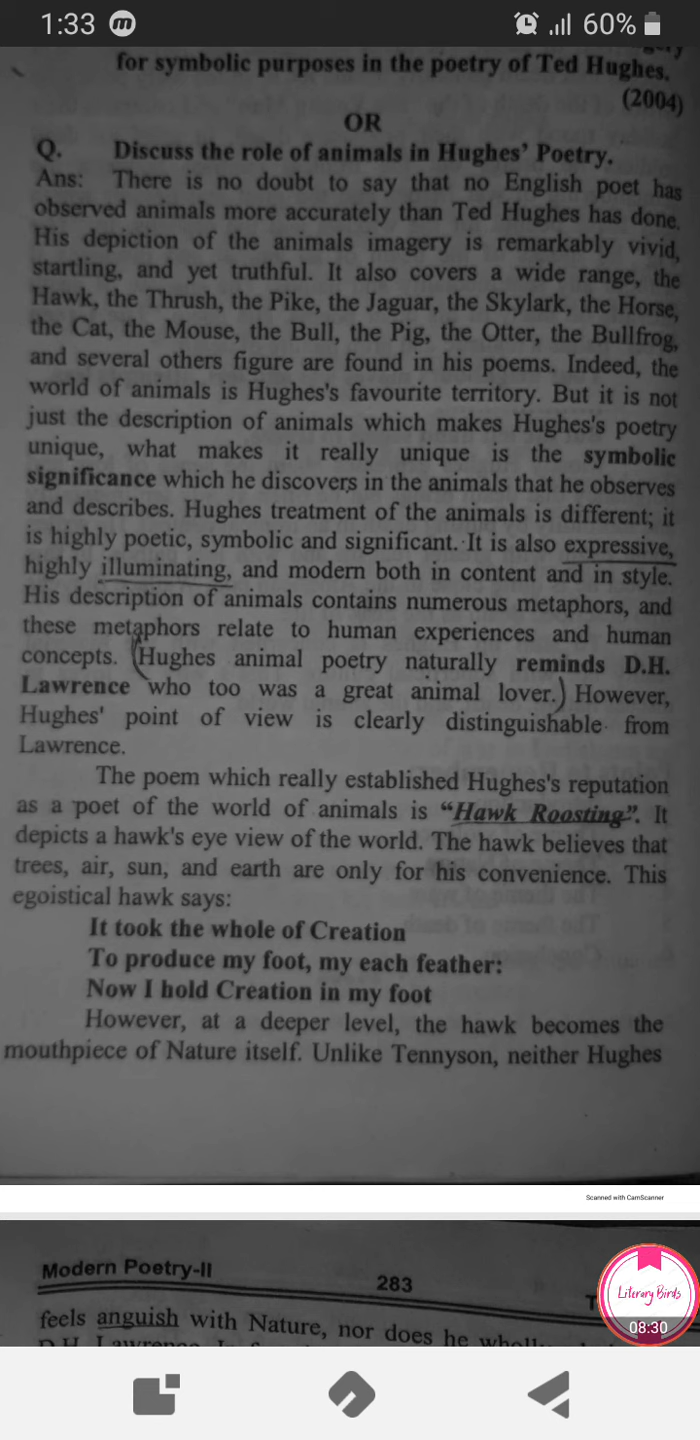 1:33 m 60%
for symbolic purposes in the poetry of Ted Hughes.
(2004)
OR
Q. Discuss the role of animals in Hughes' Poetry.
Ans: There is no doubt to say that no English poet has
observed animals more accurately than Ted Hughes has done.
His depiction of the animals imagery is remarkably vivid,
startling, and yet truthful. It also covers a wide range, the
Hawk, the Thrush, the Pike, the Jaguar, the Skylark, the Horse,
the Cat, the Mouse, the Bull, the Pig, the Otter, the Bullfrog,
and several others figure are found in his poems. Indeed, the
world of animals is Hughes's favourite territory. But it is not
just the description of animals which makes Hughes's poetry
unique, what makes it really unique is the symbolic
significance which he discovers in the animals that he observes
and describes. Hughes treatment of the animals is different; it
is highly poetic, symbolic and significant. It is also expressive,
highly illuminating, and modern both in content and in style.
His description of animals contains numerous metaphors, and
these metaphors relate to human experiences and human
concepts. (Hughes animal poetry naturally reminds D.H.
Lawrence who too was a great animal lover.) However,
Hughes' point of view is clearly distinguishable from
Lawrence.
The poem which really established Hughes's reputation
as a poet of the world of animals is "Hawk Roosting". It
depicts a hawk's eye view of the world. The hawk believes that
trees, air, sun, and earth are only for his convenience. This
egoistical hawk says:
It took the whole of Creation
To produce my foot, my each feather:
Now I hold Creation in my foot
However, at a deeper level, the hawk becomes the
mouthpiece of Nature itself. Unlike Tennyson, neither Hughes
Scanned with CamScanner
Modern Poetry-II 283
Literary Birds
08:30
feels anguish with Nature, nor does he wholly
D.H. Lawrence.